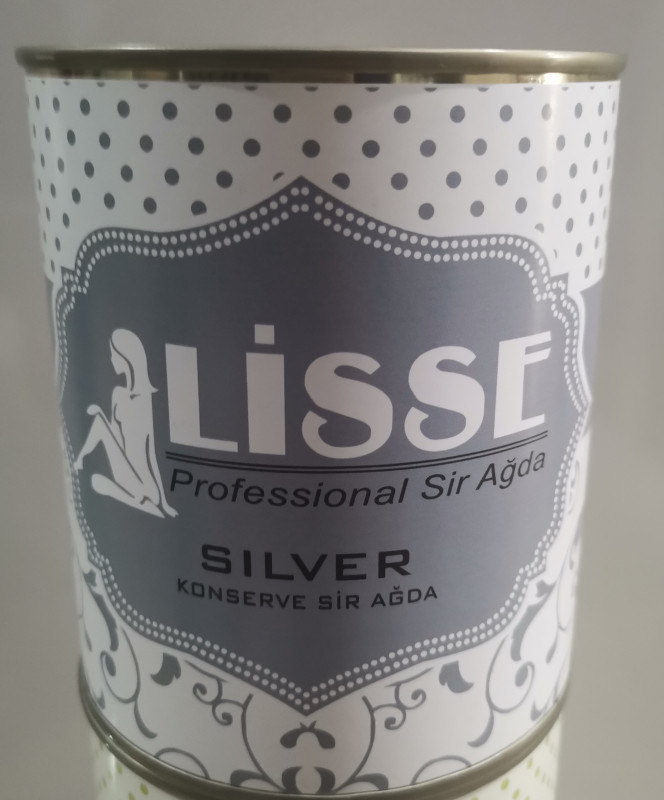 LİSSE
Professional Sir Ağda
SILVER
KONSERVE SİR AĞDA